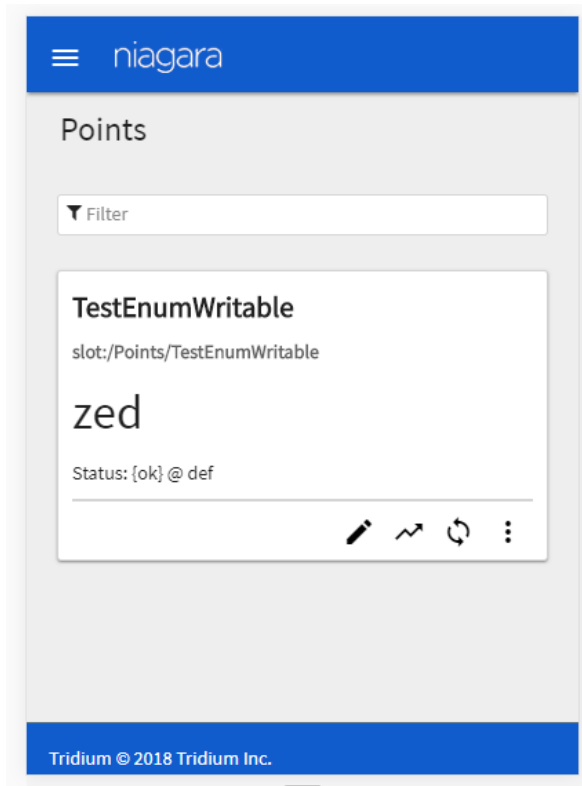 niagara
Points
Filter
TestEnumWritable
slot:/Points/TestEnumWritable
zed
Status: {ok} @ def
Tridium © 2018 Tridium Inc.